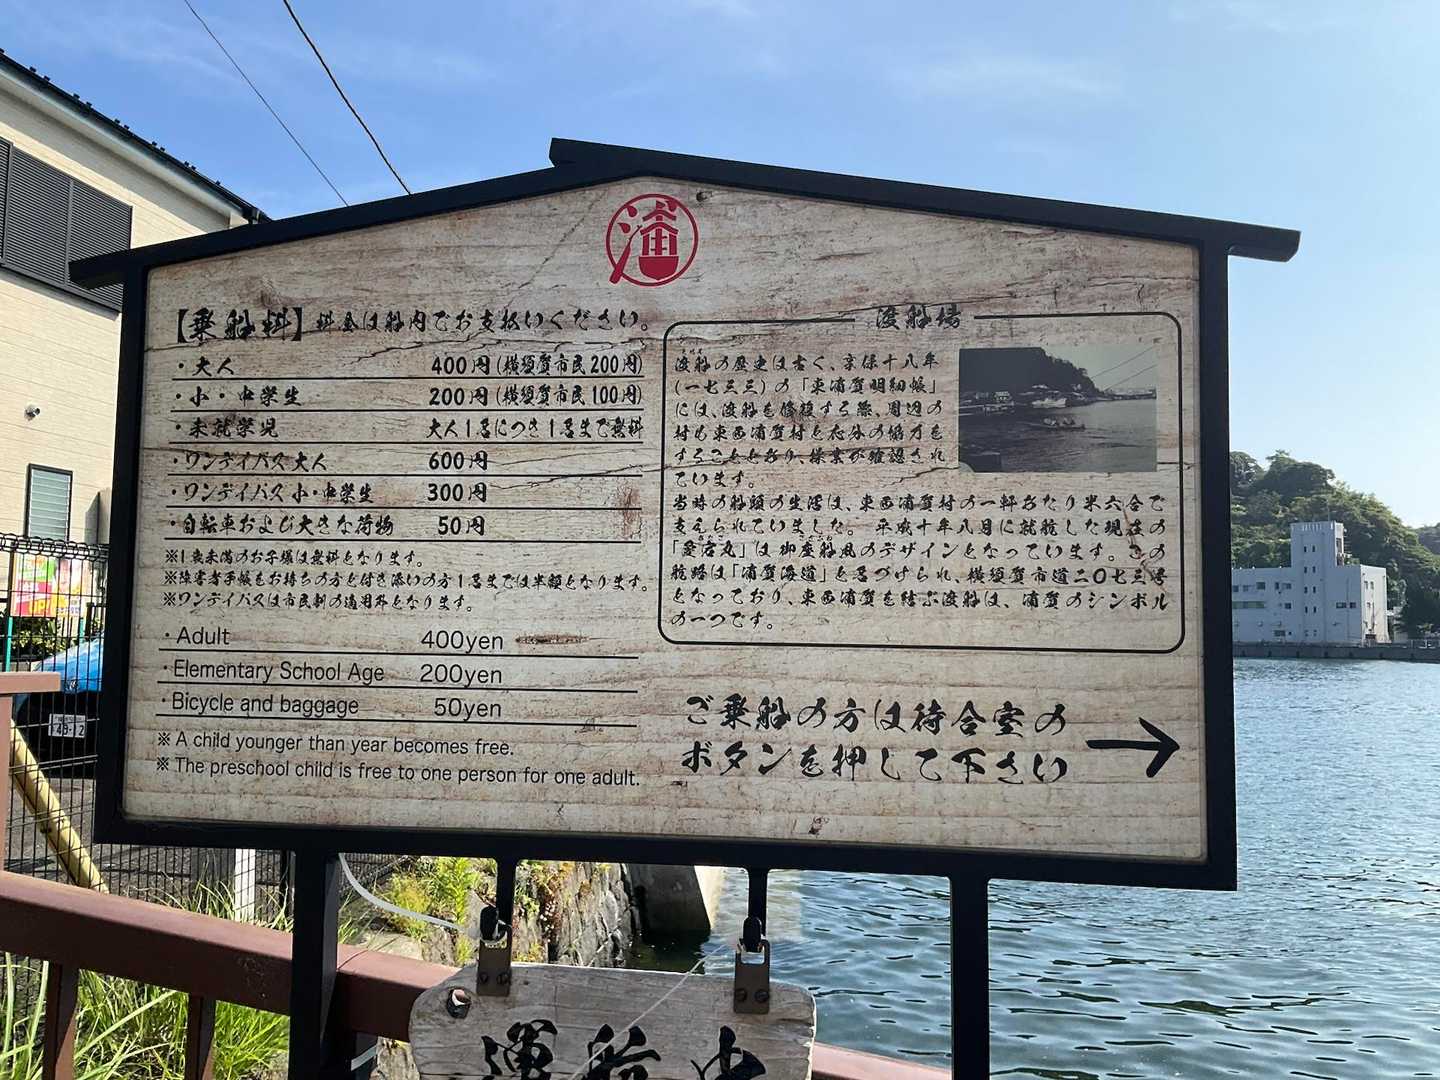 浦
【乗船料】料金は船内でお支払いください。
・大人 400円(横須賀市民200円)
・小・中学生 200円(横須賀市民100円)
・未就学児 大人1名につき1名まで無料
・ワンデイパス 大人 600円
・ワンデイパス 小・中学生 300円
・自転車および大きな荷物 50円
※1歳未満のお子様は無料となります。
※障害者手帳をお持ちの方と付き添いの方1名までは半額となります。
※ワンデイパスは市民割の適用外となります。
・Adult 400yen
・Elementary School Age 200yen
・Bicycle and baggage 50yen
※ A child younger than year becomes free.
※ The preschool child is free to one person for one adult.
渡船場
渡船の歴史は古く、享保十八年
(一七三三)の「東浦賀明細帳」
には、渡船を修復する際、周辺の
村も東西浦賀村と応分の協力を
することとあり、操業が確認され
ています。
当時の船頭の生活は、東西浦賀村の一軒あたり米六合で
支えられていました。平成十年八月に就航した現在の
「愛宕丸」は御座船風のデザインとなっています。この
航路は「浦賀海道」と名づけられ、横須賀市道二〇七三号
となっており、東西浦賀を結ぶ渡船は、浦賀のシンボル
の一つです。
ご乗船の方は待合室の
ボタンを押して下さい
→
運航中